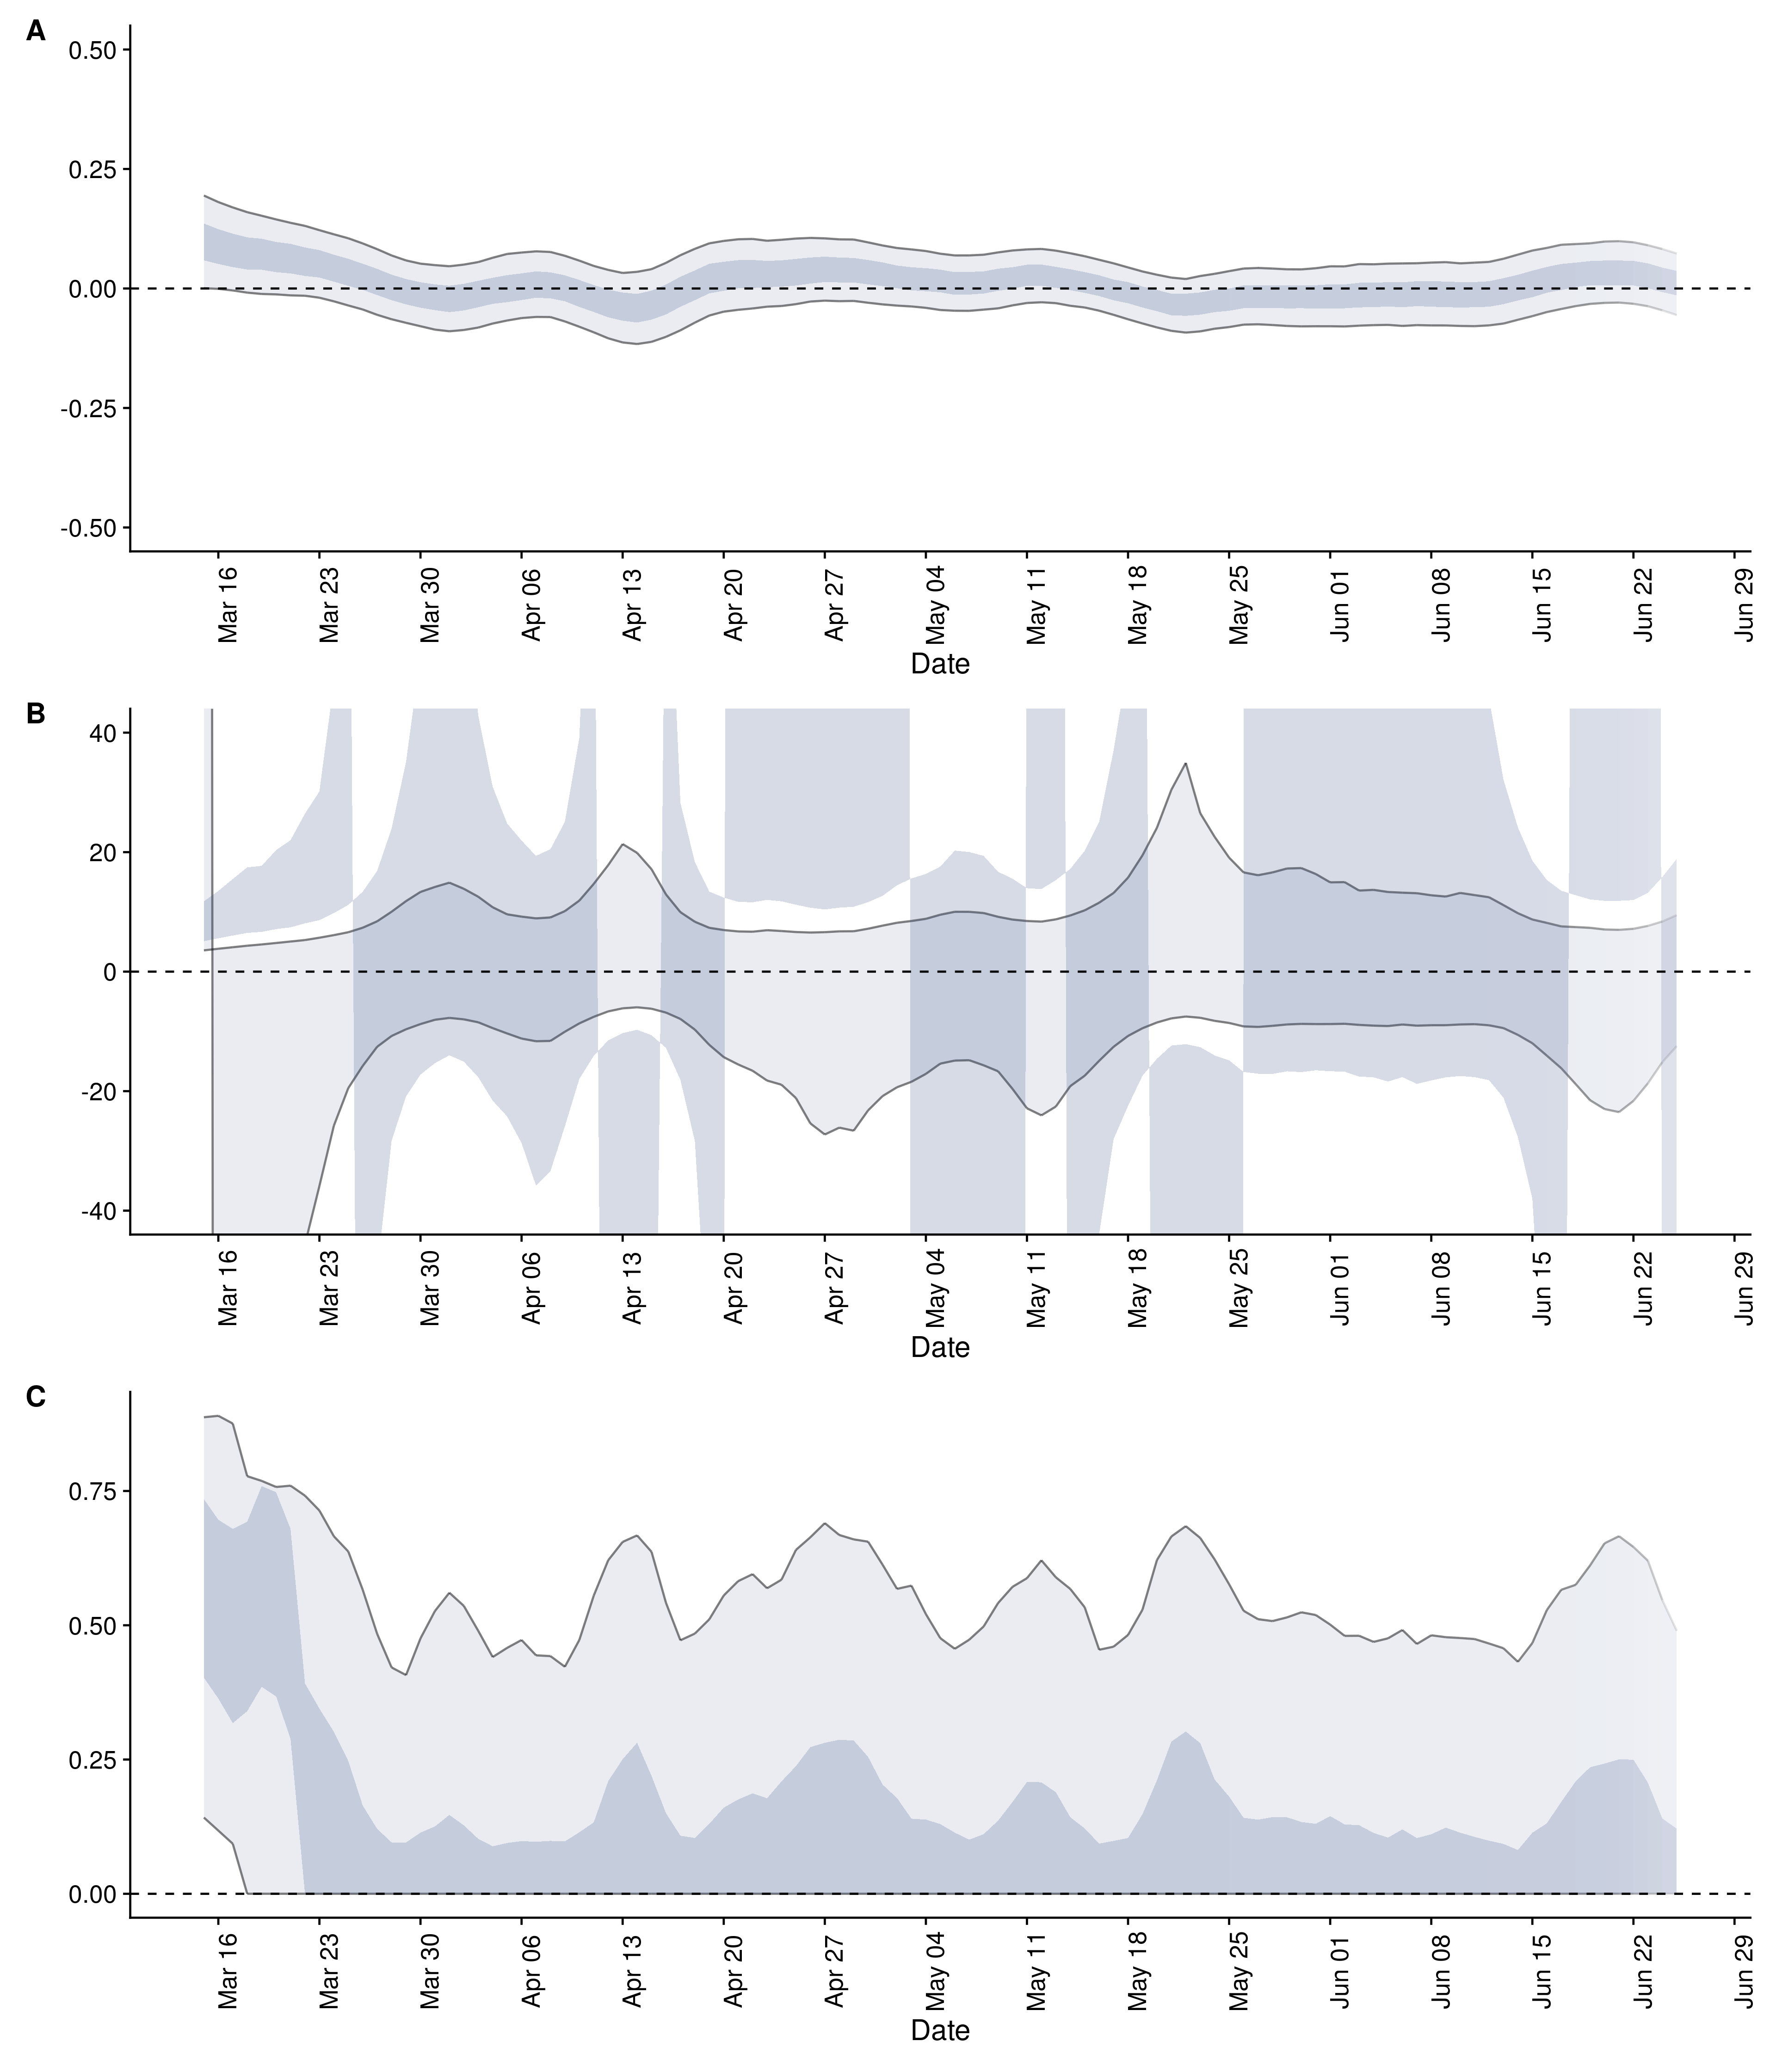 A
0.50
0.25
0.00
-0.25
-0.50
Mar 16
Mar 23
Mar 30
Apr 06
Apr 13
Apr 20
Apr 27
May 04
May 11
May 18
May 25
Jun 01
Jun 08
Jun 15
Jun 22
Jun 29
Date
B
40
20
0
-20
-40
Mar 16
Mar 23
Mar 30
Apr 06
Apr 13
Apr 20
Apr 27
May 04
May 11
May 18
May 25
Jun 01
Jun 08
Jun 15
Jun 22
Jun 29
Date
C
0.75
0.50
0.25
0.00
Mar 16
Mar 23
Mar 30
Apr 06
Apr 13
Apr 20
Apr 27
May 04
May 11
May 18
May 25
Jun 01
Jun 08
Jun 15
Jun 22
Jun 29
Date